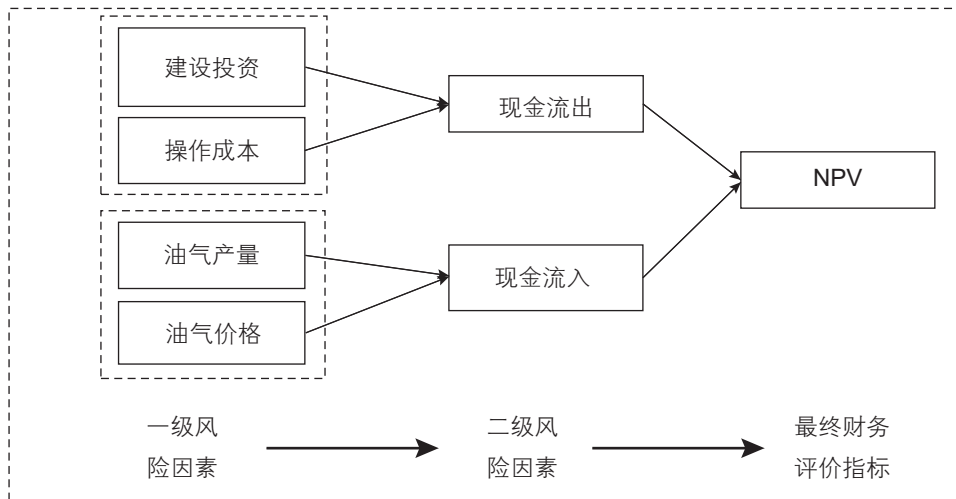 建设投资
操作成本
现金流出
NPV
油气产量
油气价格
现金流入
一级风
险因素
二级风
险因素
最终财务
评价指标